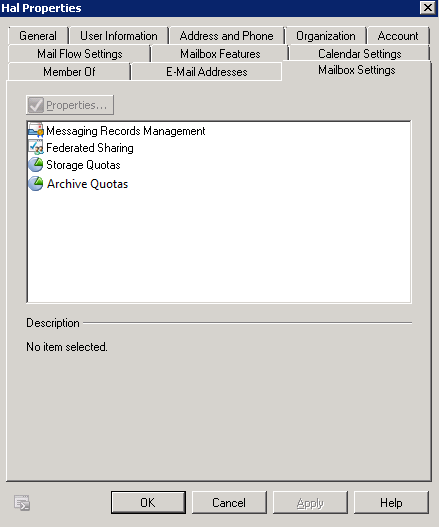 Hal Properties
General
User Information
Address and Phone
Organization
Account
Mail Flow Settings
Mailbox Features
Calendar Settings
Member Of
E-Mail Addresses
Mailbox Settings
Properties...
Messaging Records Management
Federated Sharing
Storage Quotas
Archive Quotas
Description
No item selected.
OK
Cancel
Apply
Help